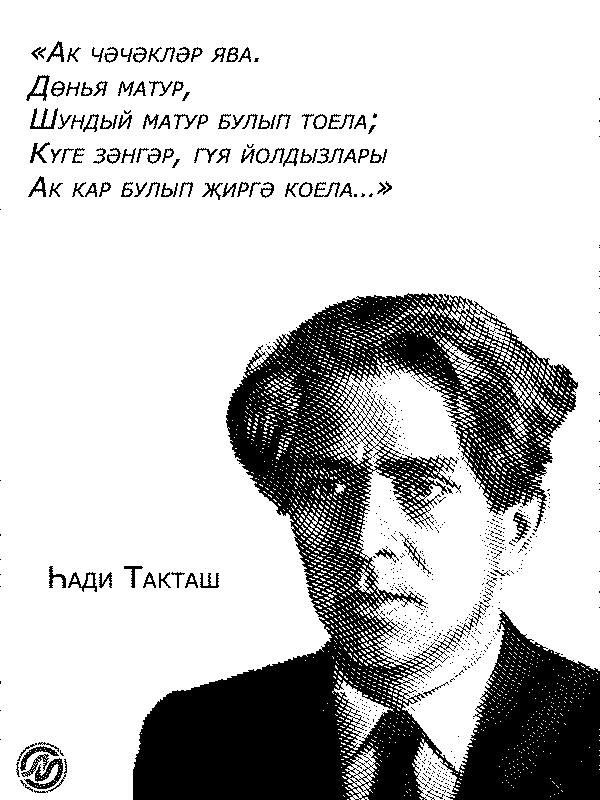 «Ак чәчәкләр ява.
Дөнья матур,
Шундый матур булып тоела;
Күге зәнгәр, гүя йолдызлары
Ак кар булып җиргә коела...»
Һади Такташ